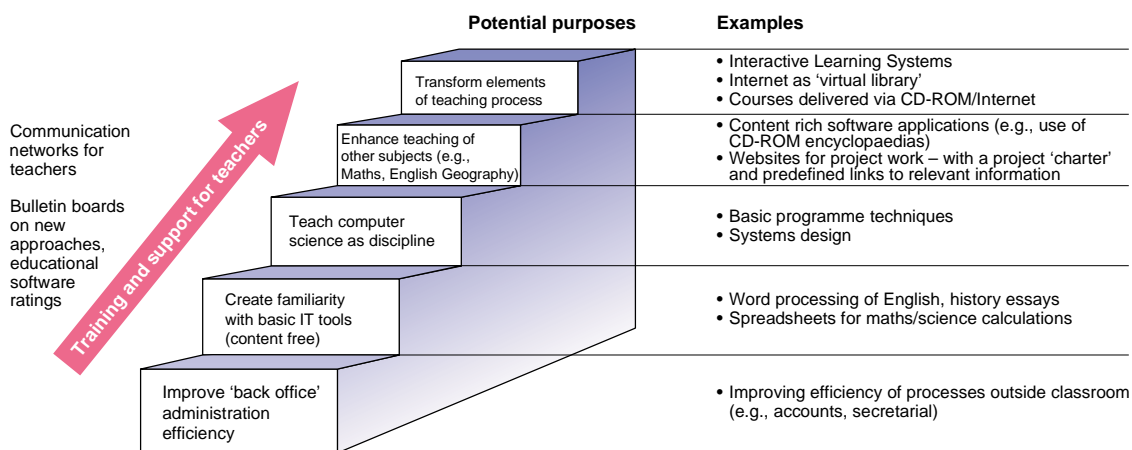 Potential purposes
Examples
Transform elements
of teaching process
• Interactive Learning Systems
• Internet as ‘virtual library’
• Courses delivered via CD-ROM/Internet
Enhance teaching of
other subjects (e.g.,
Maths, English Geography)
• Content rich software applications (e.g., use of
CD-ROM encyclopaedias)
• Websites for project work – with a project ‘charter’
and predefined links to relevant information
Teach computer
science as discipline
• Basic programme techniques
• Systems design
Create familiarity
with basic IT tools
(content free)
• Word processing of English, history essays
• Spreadsheets for maths/science calculations
Improve ‘back office’
administration
efficiency
• Improving efficiency of processes outside classroom
(e.g., accounts, secretarial)
Training and support for teachers
Communication
networks for
teachers
Bulletin boards
on new
approaches,
educational
software
ratings